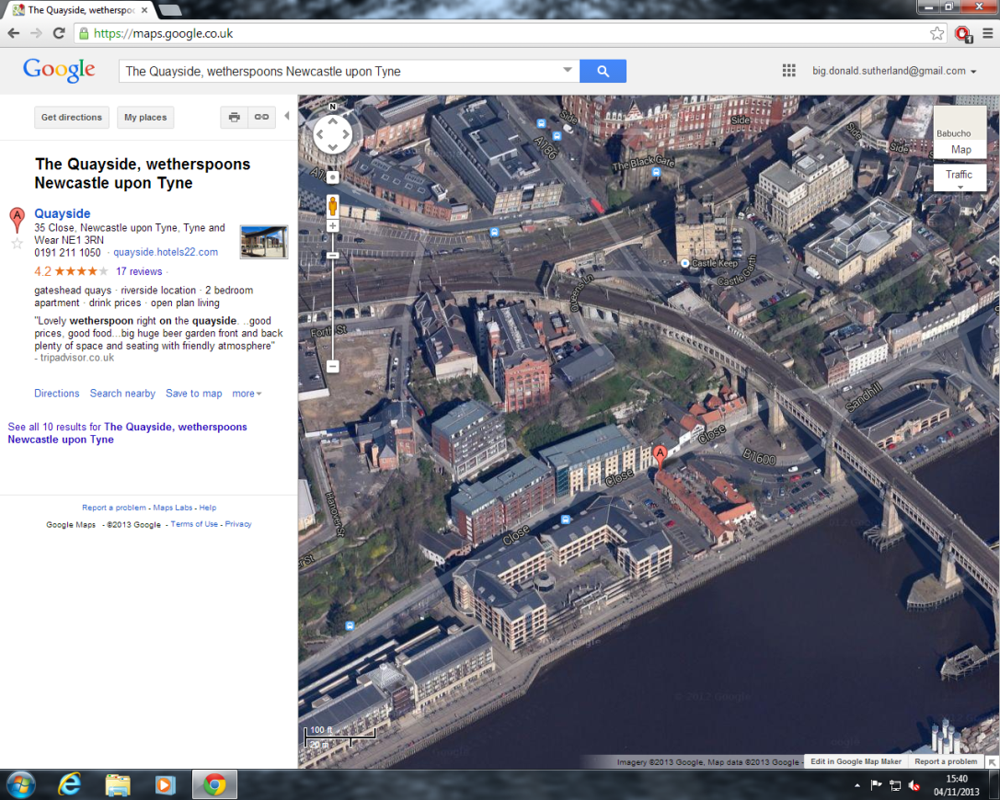 The Quayside, wetherspoc
https://maps.google.co.uk
1
Google
The Quayside, wetherspoons Newcastle upon Tyne
big.donald.sutherland@gmail.com
Get directions
My places
The Quayside, wetherspoons
Newcastle upon Tyne
A
Quayside
35 Close, Newcastle upon Tyne, Tyne and
Wear NE1 3RN
0191 211 1050 · quayside.hotels22.com
4.2 17 reviews ·
gateshead quays · riverside location · 2 bedroom
apartment · drink prices · open plan living
"Lovely wetherspoon right on the quayside. ..good
prices, good food...big huge beer garden front and back
plenty of space and seating with friendly atmosphere"
- tripadvisor.co.uk
Directions Search nearby Save to map more
See all 10 results for The Quayside, wetherspoons
Newcastle upon Tyne
Report a problem - Maps Labs - Help
Google Maps - ©2013 Google - Terms of Use - Privacy
N
Side
Side
Side
Side
A186
The Black Gate
Babucho
Map
Traffic
Castle Keep
Castle Garth
Queens Ln
Forth St
Sandhill
Close
B1600
A
Close
Close
Hanover St
© 2012 Google
100 ft
20 m
Imagery ©2013 Google, Map data ©2013 Google -
Edit in Google Map Maker
Report a problem
15:40
04/11/2013